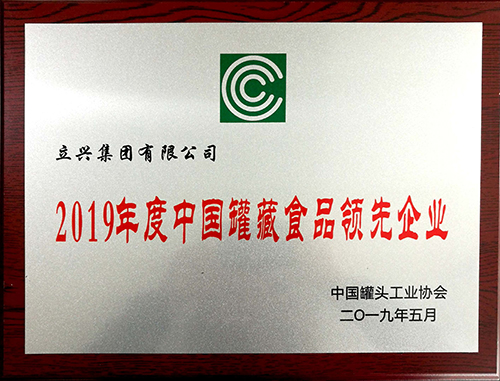 立兴集团有限公司
2019年度中国罐藏食品领先企业
中国罐头工业协会
二〇一九年五月